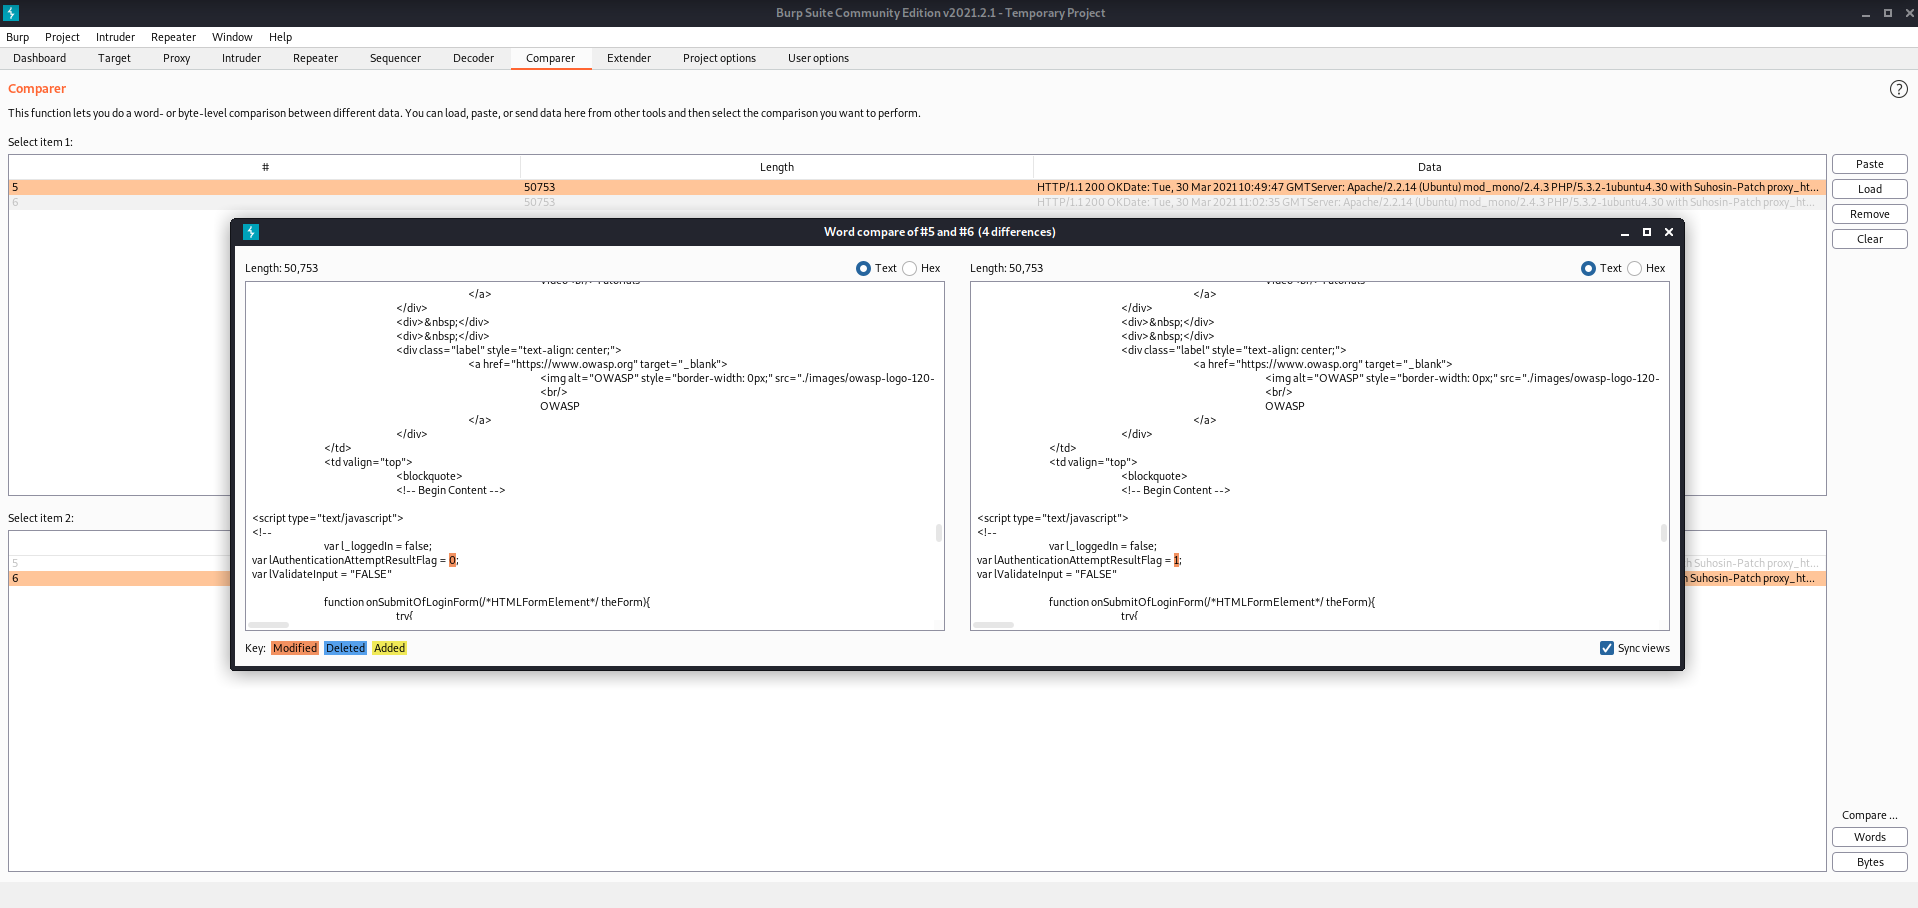 Burp Suite Community Edition v2021.2.1 - Temporary Project
Burp Project Intruder Repeater Window Help
Dashboard Target Proxy Intruder Repeater Sequencer Decoder Comparer Extender Project options User options
Comparer
?
This function lets you do a word- or byte-level comparison between different data. You can load, paste, or send data here from other tools and then select the comparison you want to perform.
Select item 1:
# Length Data
Paste
5 50753 HTTP/1.1 200 OKDate: Tue, 30 Mar 2021 10:49:47 GMTServer: Apache/2.2.14 (Ubuntu) mod_mono/2.4.3 PHP/5.3.2-1ubuntu4.30 with Suhosin-Patch proxy_ht...
Load
6 50753 HTTP/1.1 200 OKDate: Tue, 30 Mar 2021 11:02:35 GMTServer: Apache/2.2.14 (Ubuntu) mod_mono/2.4.3 PHP/5.3.2-1ubuntu4.30 with Suhosin-Patch proxy_ht...
Remove
Clear
Word compare of #5 and #6 (4 differences)
Length: 50,753 Text Hex
</a>
</div>
<div>&nbsp;</div>
<div>&nbsp;</div>
<div class="label" style="text-align: center;">
<a href="https://www.owasp.org" target="_blank">
<img alt="OWASP" style="border-width: 0px;" src="./images/owasp-logo-120-
<br/>
OWASP
</a>
</div>
</td>
<td valign="top">
<blockquote>
<!-- Begin Content -->
<script type="text/javascript">
<!--
var l_loggedIn = false;
var lAuthenticationAttemptResultFlag = 0;
var lValidateInput = "FALSE"
function onSubmitOfLoginForm(/*HTMLFormElement*/ theForm){
try{
Length: 50,753 Text Hex
</a>
</div>
<div>&nbsp;</div>
<div>&nbsp;</div>
<div class="label" style="text-align: center;">
<a href="https://www.owasp.org" target="_blank">
<img alt="OWASP" style="border-width: 0px;" src="./images/owasp-logo-120-
<br/>
OWASP
</a>
</div>
</td>
<td valign="top">
<blockquote>
<!-- Begin Content -->
<script type="text/javascript">
<!--
var l_loggedIn = false;
var lAuthenticationAttemptResultFlag = 1;
var lValidateInput = "FALSE"
function onSubmitOfLoginForm(/*HTMLFormElement*/ theForm){
try{
Key: Modified Deleted Added
Sync views
Select item 2:
5 h Suhosin-Patch proxy_ht...
6 h Suhosin-Patch proxy_ht...
Compare ...
Words
Bytes